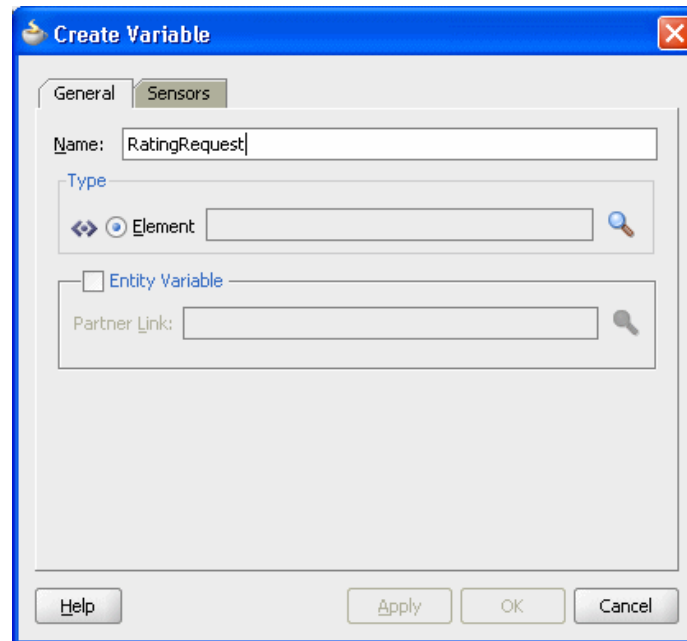 Create Variable
General Sensors
Name: RatingRequest
Type
Element
Entity Variable
Partner Link:
Help Apply OK Cancel